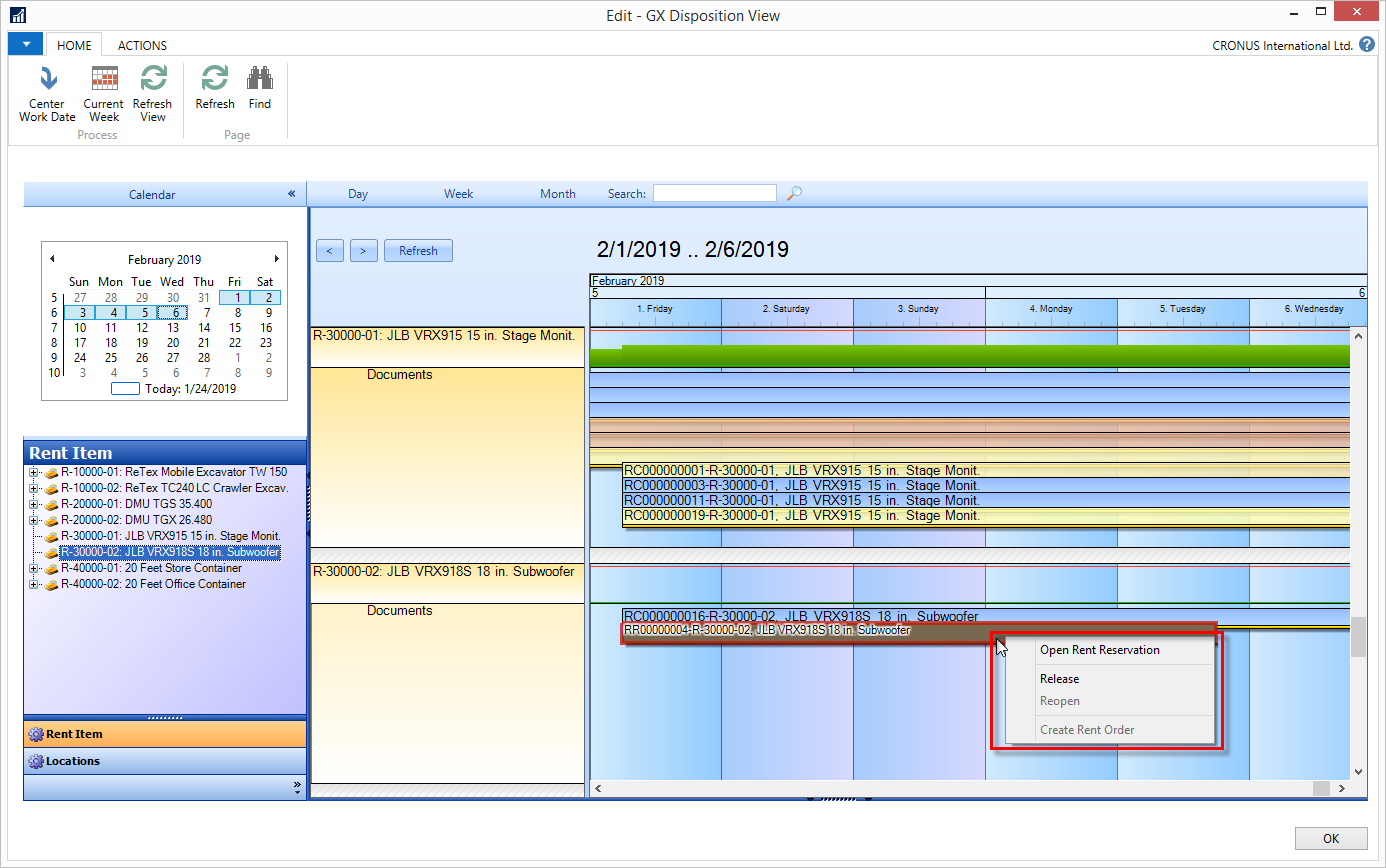 Edit - GX Disposition View
HOME
ACTIONS
CRONUS International Ltd.
?
Center
Work Date
Current
Week
Refresh
View
Refresh
Find
Process
Page
Calendar
«
Day
Week
Month
Search:
February 2019
Sun Mon Tue Wed Thu Fri Sat
5 27 28 29 30 31 1 2
6 3 4 5 6 7 8 9
7 10 11 12 13 14 15 16
8 17 18 19 20 21 22 23
9 24 25 26 27 28 1 2
10 3 4 5 6 7 8 9
Today: 1/24/2019
<
>
Refresh
2/1/2019 .. 2/6/2019
February 2019
5
6
1. Friday
2. Saturday
3. Sunday
4. Monday
5. Tuesday
6. Wednesday
Rent Item
R-10000-01: ReTex Mobile Excavator TW 150
R-10000-02: ReTex TC240 LC Crawler Excav.
R-20000-01: DMU TGS 35.400
R-20000-02: DMU TGX 26.480
R-30000-01: JLB VRX915 15 in. Stage Monit.
R-30000-02: JLB VRX918S 18 in. Subwoofer
R-40000-01: 20 Feet Store Container
R-40000-02: 20 Feet Office Container
Rent Item
Locations
»
R-30000-01: JLB VRX915 15 in. Stage Monit.
Documents
RC000000001-R-30000-01, JLB VRX915 15 in. Stage Monit.
RC000000003-R-30000-01, JLB VRX915 15 in. Stage Monit.
RC000000011-R-30000-01, JLB VRX915 15 in. Stage Monit.
RC000000019-R-30000-01, JLB VRX915 15 in. Stage Monit.
R-30000-02: JLB VRX918S 18 in. Subwoofer
Documents
RC000000016-R-30000-02, JLB VRX918S 18 in. Subwoofer
RR00000004-R-30000-02, JLB VRX918S 18 in. Subwoofer
Open Rent Reservation
Release
Reopen
Create Rent Order
OK